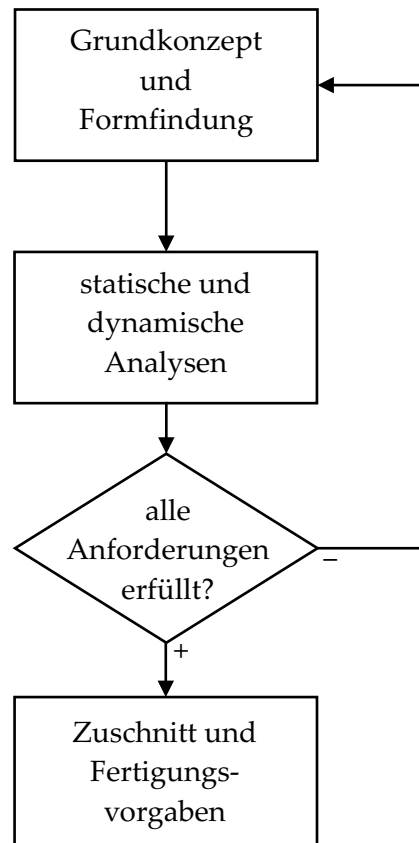 Grundkonzept
und
Formfindung
statische und
dynamische
Analysen
alle
Anforderungen
erfüllt?
–
+
Zuschnitt und
Fertigungs-
vorgaben